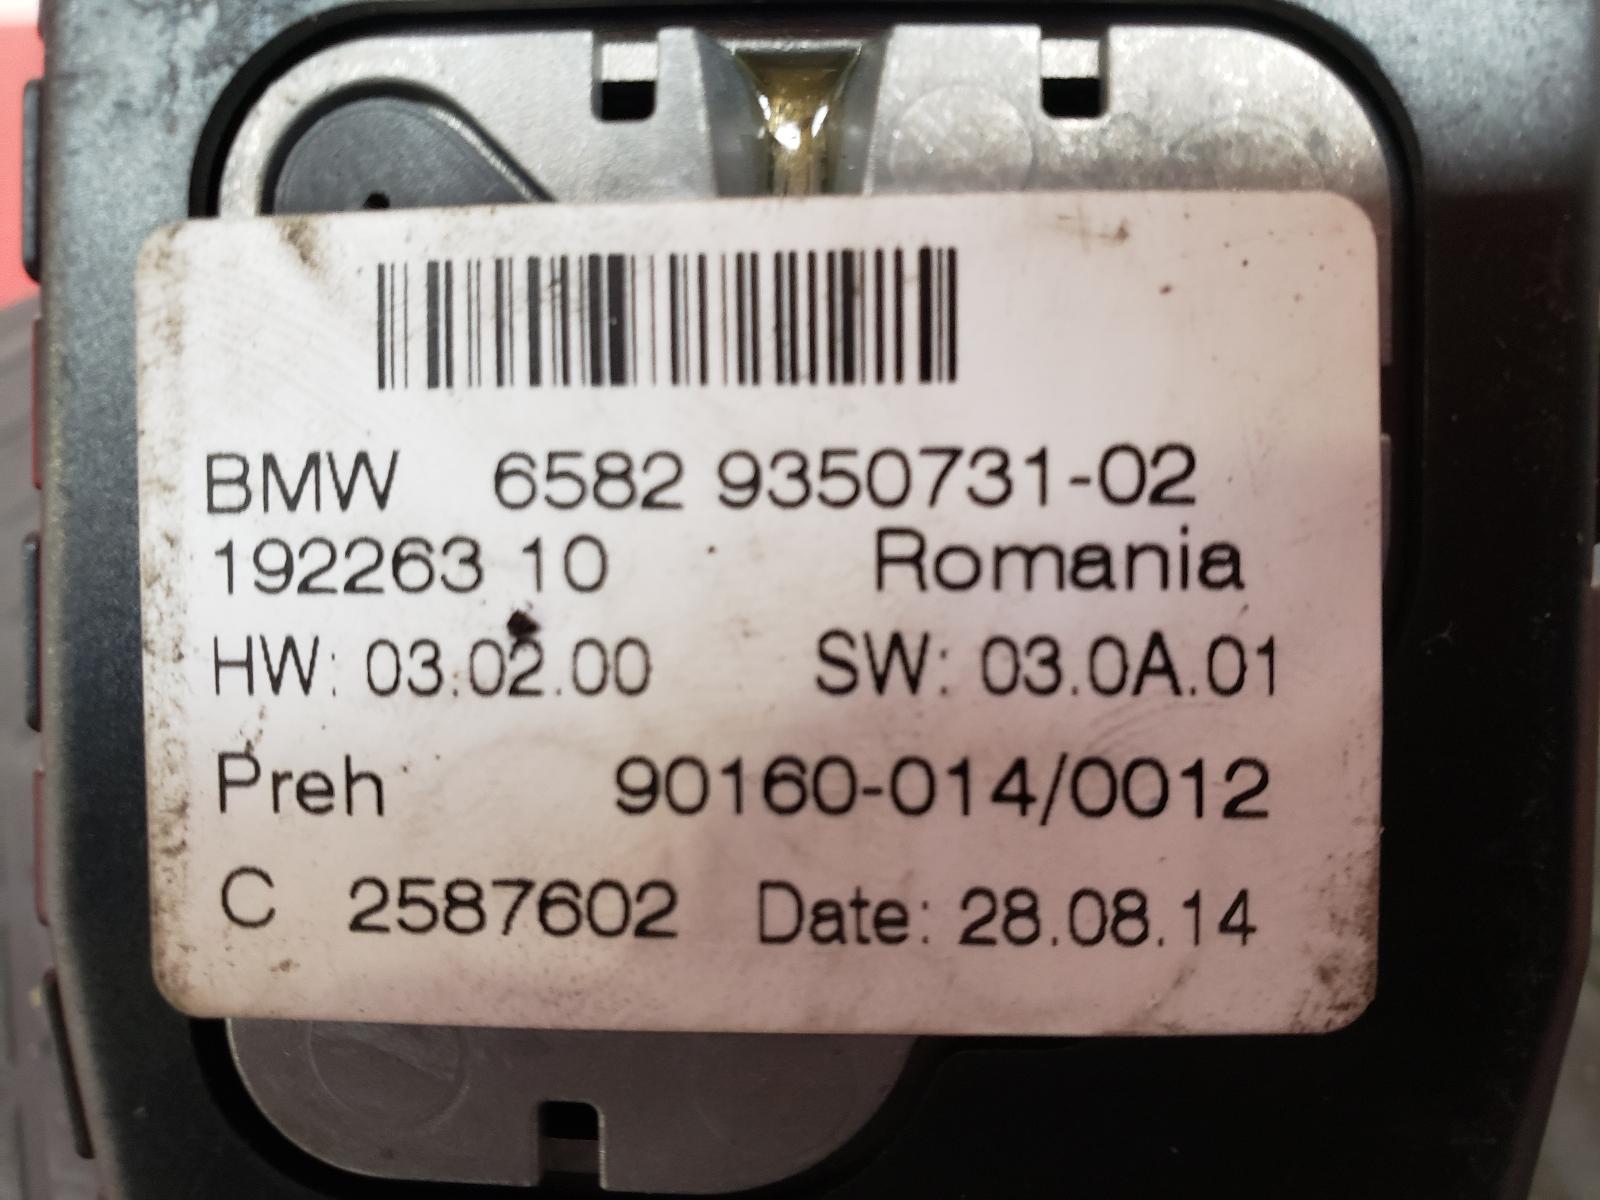 BMW 6582 9350731-02
192263 10 Romania
HW: 03.02.00 SW: 03.0A.01
Preh 90160-014/0012
C 2587602 Date: 28.08.14